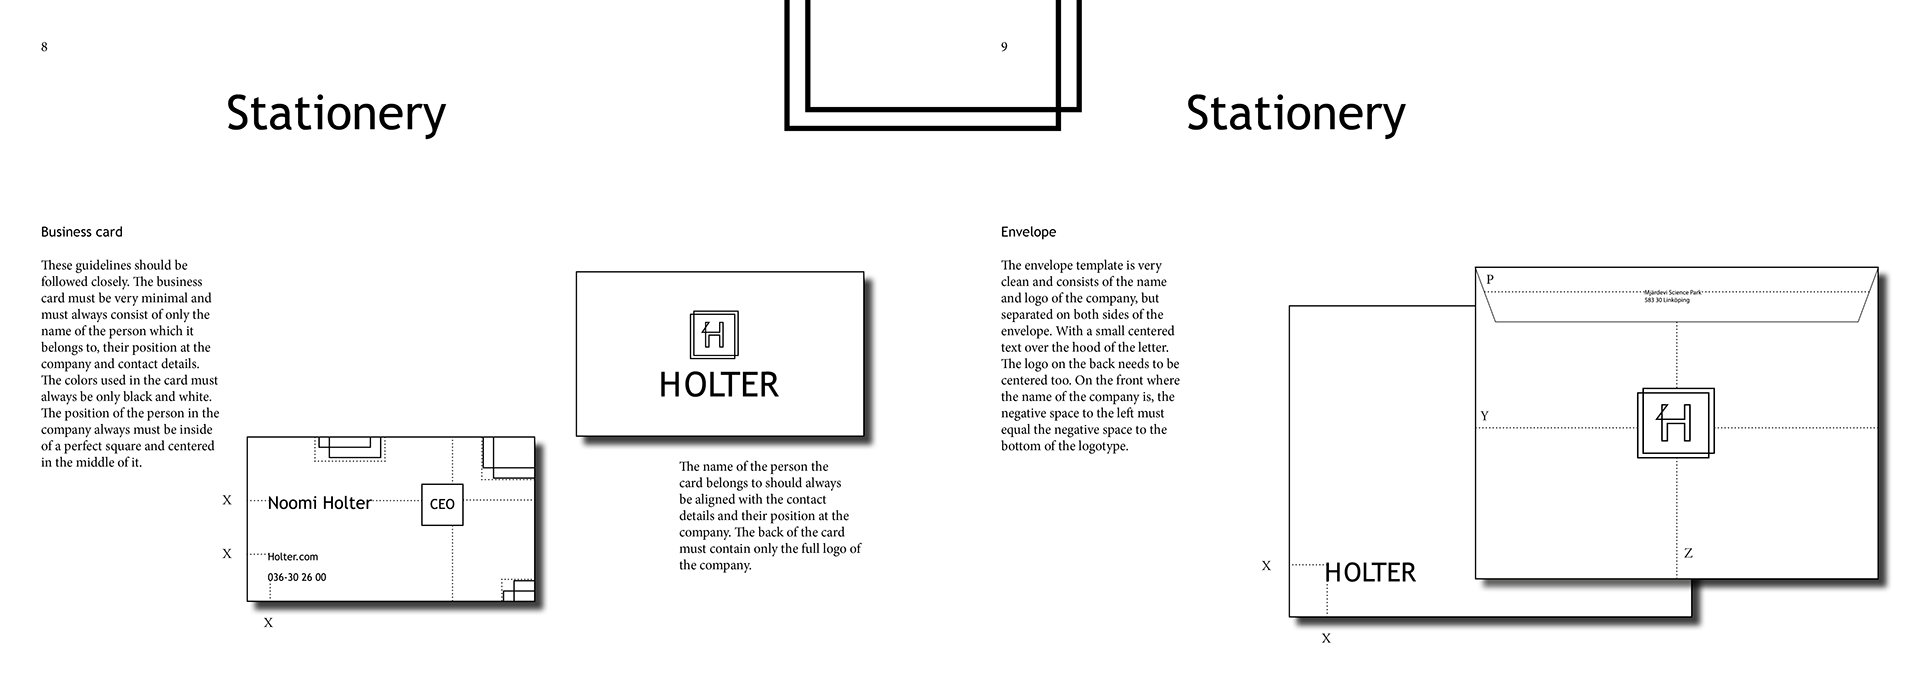 8
Stationery
Business card
These guidelines should be
followed closely. The business
card must be very minimal and
must always consist of only the
name of the person which it
belongs to, their position at the
company and contact details.
The colors used in the card must
always be only black and white.
The position of the person in the
company always must be inside
of a perfect square and centered
in the middle of it.
X
Noomi Holter
CEO
X
Holter.com
036-30 26 00
X
H
HOLTER
The name of the person the
card belongs to should always
be aligned with the contact
details and their position at the
company. The back of the card
must contain only the full logo of
the company.
9
Stationery
Envelope
The envelope template is very
clean and consists of the name
and logo of the company, but
separated on both sides of the
envelope. With a small centered
text over the hood of the letter.
The logo on the back needs to be
centered too. On the front where
the name of the company is, the
negative space to the left must
equal the negative space to the
bottom of the logotype.
X
HOLTER
X
P
Mjärdevi Science Park
583 30 Linköping
Y
H
Z